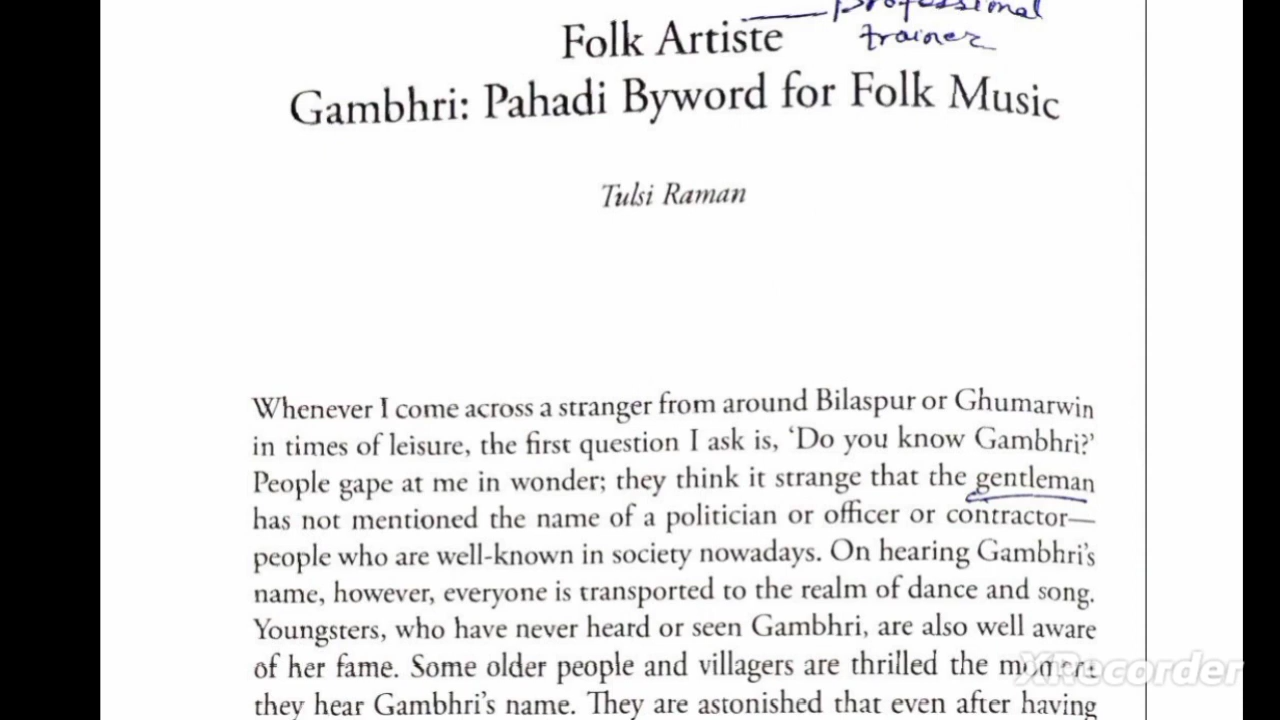 professional
trainer
Folk Artiste
Gambhri: Pahadi Byword for Folk Music
Tulsi Raman
Whenever I come across a stranger from around Bilaspur or Ghumarwin
in times of leisure, the first question I ask is, ‘Do you know Gambhri?’
People gape at me in wonder; they think it strange that the gentleman
has not mentioned the name of a politician or officer or contractor—
people who are well-known in society nowadays. On hearing Gambhri’s
name, however, everyone is transported to the realm of dance and song.
Youngsters, who have never heard or seen Gambhri, are also well aware
of her fame. Some older people and villagers are thrilled the moment
they hear Gambhri’s name. They are astonished that even after having
XRecorder